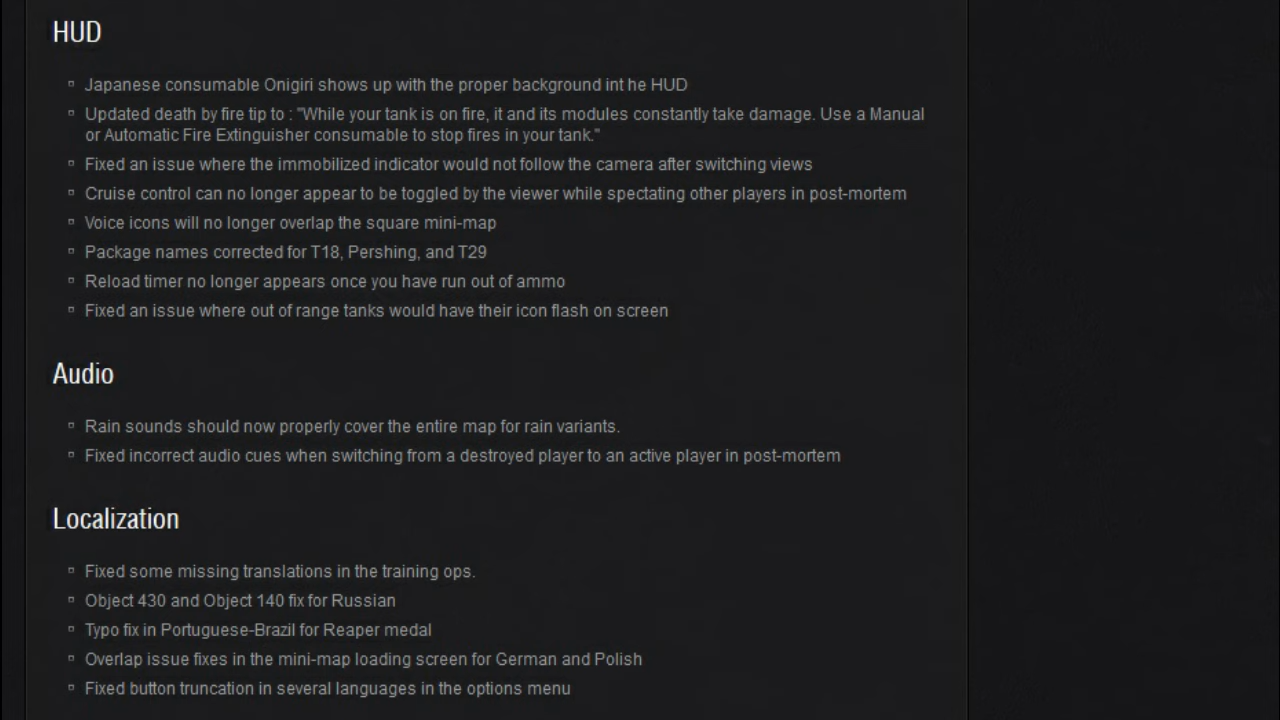 HUD
Japanese consumable Onigiri shows up with the proper background int he HUD
Updated death by fire tip to : "While your tank is on fire, it and its modules constantly take damage. Use a Manual
or Automatic Fire Extinguisher consumable to stop fires in your tank."
Fixed an issue where the immobilized indicator would not follow the camera after switching views
Cruise control can no longer appear to be toggled by the viewer while spectating other players in post-mortem
Voice icons will no longer overlap the square mini-map
Package names corrected for T18, Pershing, and T29
Reload timer no longer appears once you have run out of ammo
Fixed an issue where out of range tanks would have their icon flash on screen
Audio
Rain sounds should now properly cover the entire map for rain variants.
Fixed incorrect audio cues when switching from a destroyed player to an active player in post-mortem
Localization
Fixed some missing translations in the training ops.
Object 430 and Object 140 fix for Russian
Typo fix in Portuguese-Brazil for Reaper medal
Overlap issue fixes in the mini-map loading screen for German and Polish
Fixed button truncation in several languages in the options menu